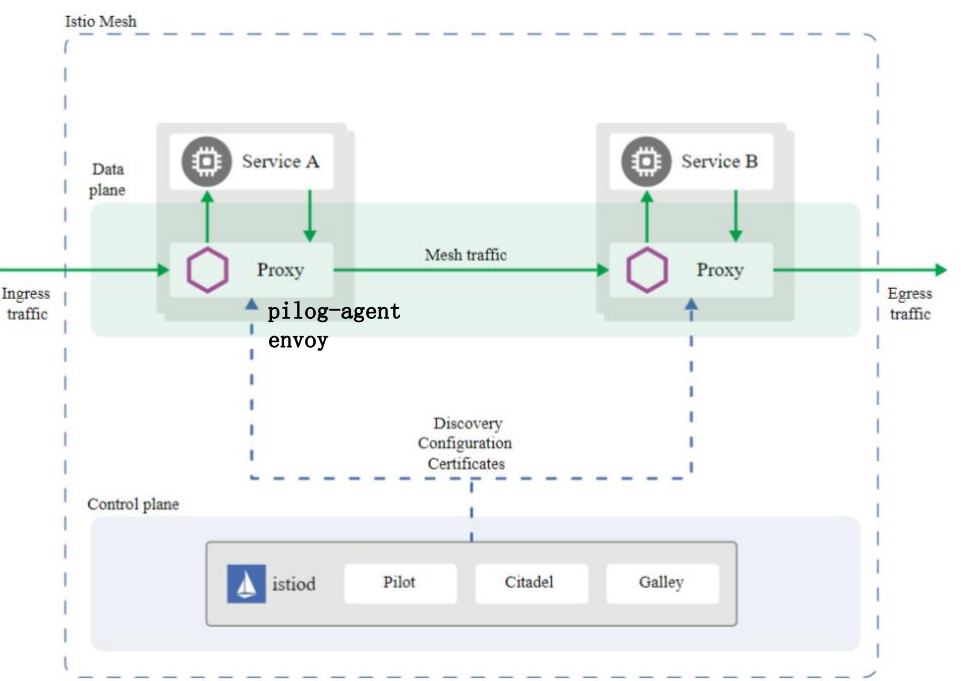 Istio Mesh
Data
plane
Service A
Service B
Proxy
Mesh traffic
Proxy
Ingress
traffic
Egress
traffic
pilog-agent
envoy
Discovery
Configuration
Certificates
Control plane
istiod
Pilot
Citadel
Galley